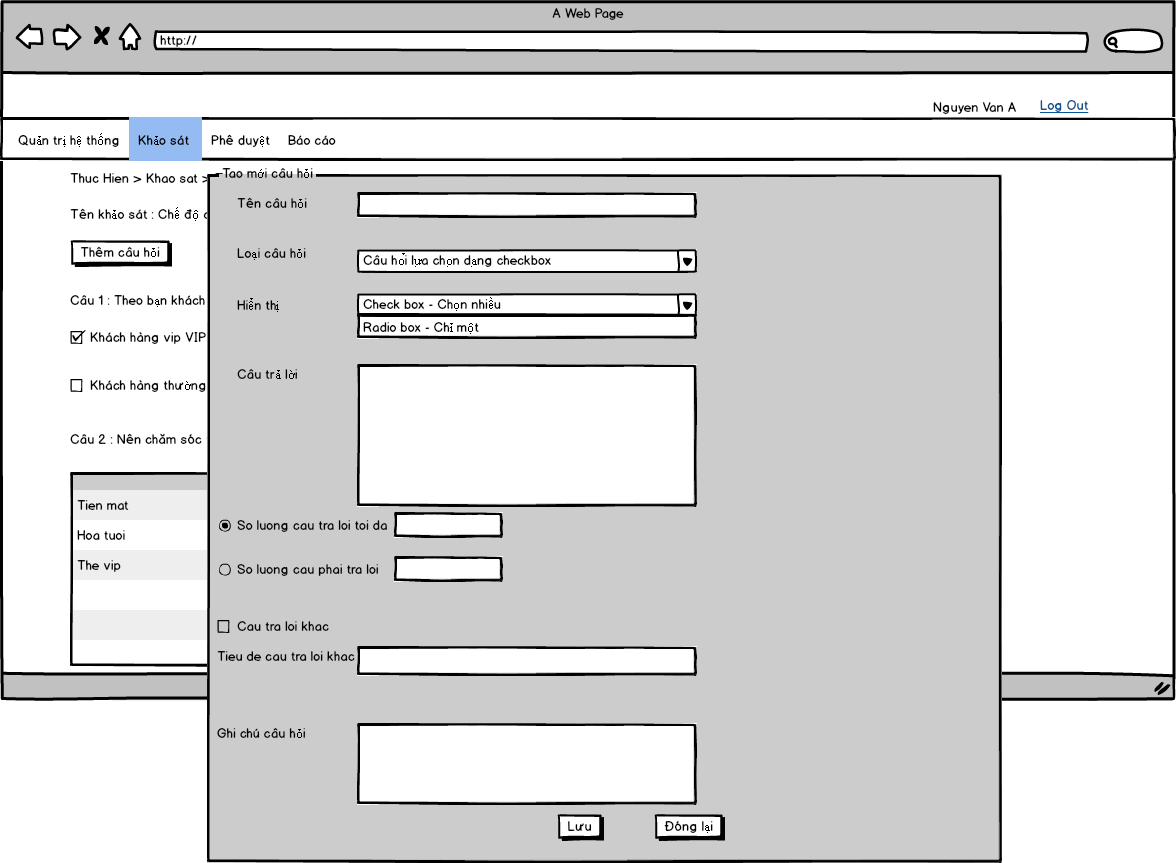 A Web Page
http://
Nguyen Van A Log Out
Quản trị hệ thống Khảo sát Phê duyệt Báo cáo
Thuc Hien > Khao sat >
Tên khảo sát : Chế độ
Thêm câu hỏi
Câu 1 : Theo bạn khách
Khách hàng vip VIP
Khách hàng thường
Câu 2 : Nên chăm sóc
Tien mat
Hoa tuoi
The vip
Tao mới câu hỏi
Tên câu hỏi
Loại câu hỏi Câu hỏi lựa chọn dạng checkbox
Hiển thị Check box - Chọn nhiều
Radio box - Chỉ một
Câu trả lời
So luong cau tra loi toi da
So luong cau phai tra loi
Cau tra loi khac
Tieu de cau tra loi khac
Ghi chú câu hỏi
Lưu Đóng lại